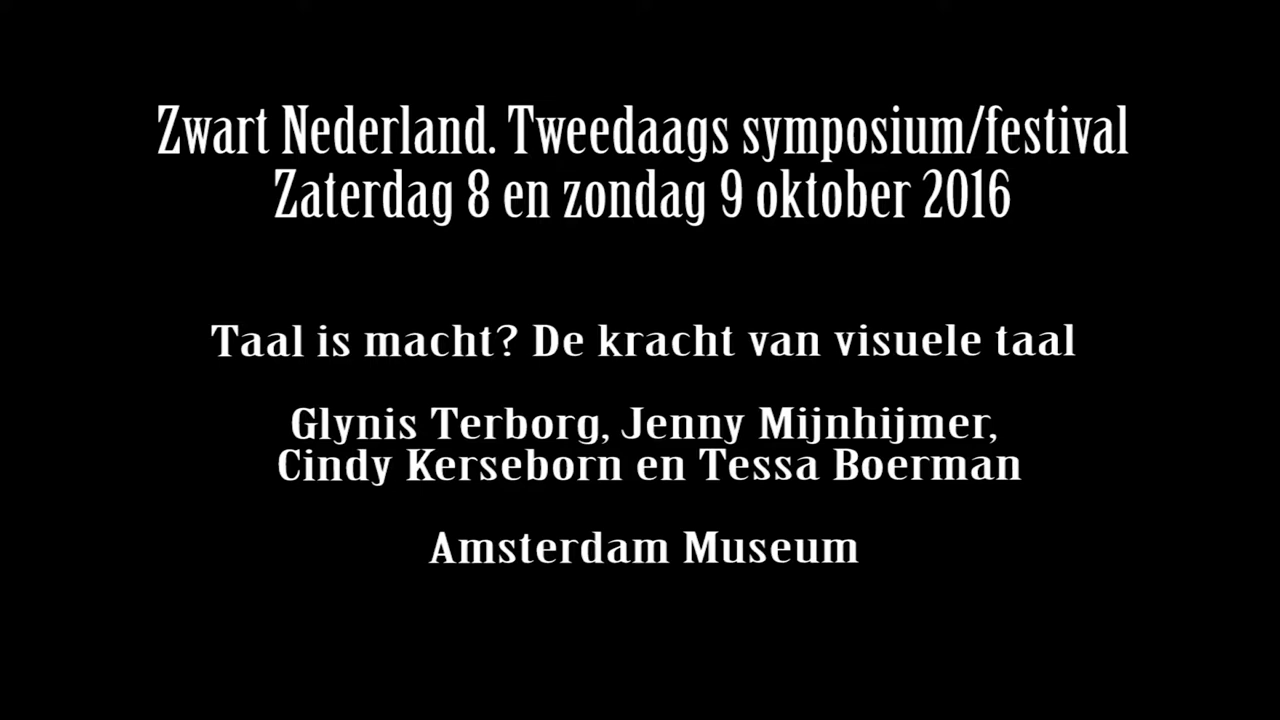 Zwart Nederland. Tweedaags symposium/festival
Zaterdag 8 en zondag 9 oktober 2016
Taal is macht? De kracht van visuele taal
Glynis Terborg, Jenny Mijnhijmer,
Cindy Kerseborn en Tessa Boerman
Amsterdam Museum